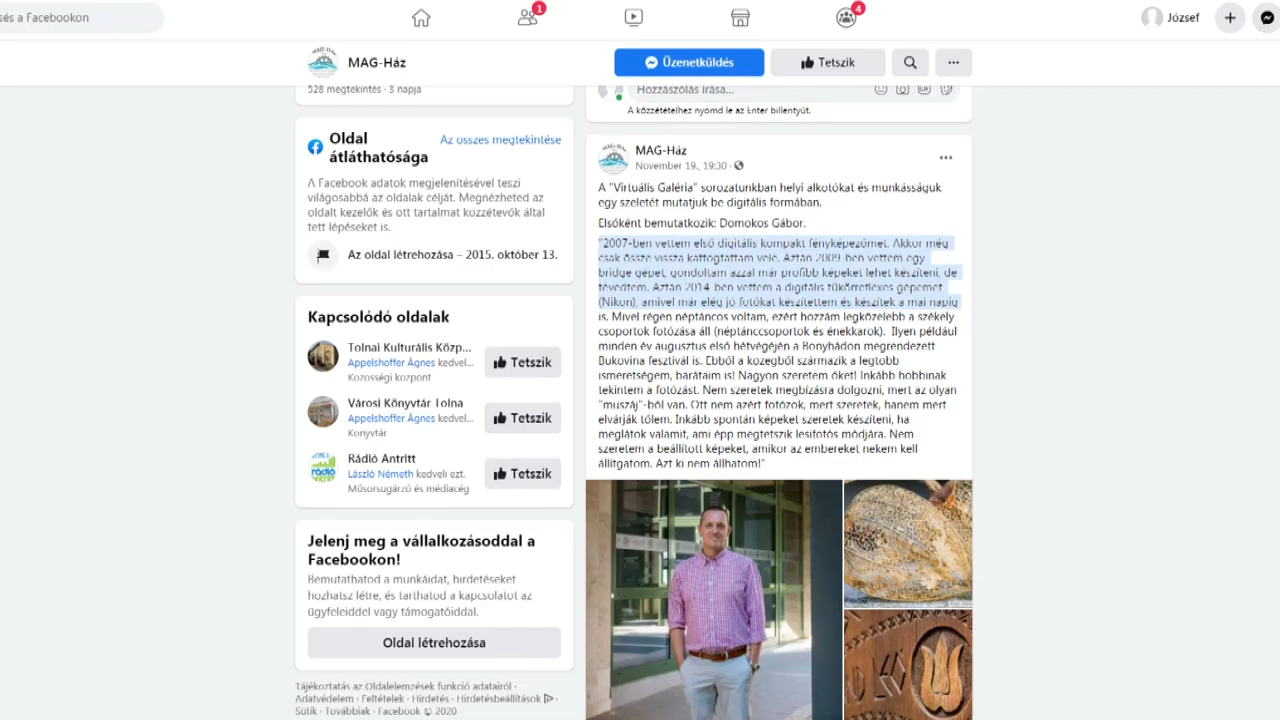 sés a Facebookon
1
4
József
MAG-Ház
Üzenetküldés
Tetszik
528 megtekintés · 3 napja
Oldal átláthatósága
Az összes megtekintése
A Facebook adatok megjelenítésével teszi
világosabbá az oldalak célját. Megnézheted az
oldalt kezelők és ott tartalmat közzétevők által
tett lépéseket is.
Az oldal létrehozása – 2015. október 13.
Kapcsolódó oldalak
Tolnai Kulturális Közp...
Appelshoffer Ágnes kedvel...
Közösségi központ
Tetszik
Városi Könyvtár Tolna
Appelshoffer Ágnes kedvel...
Könyvtár
Tetszik
Rádió Antritt
László Németh kedveli ezt.
Műsorsugárzó és médiacég
Tetszik
Jelenj meg a vállalkozásoddal a
Facebookon!
Bemutathatod a munkáidat, hirdetéseket
hozhatsz létre, és tarthatod a kapcsolatot az
ügyfeleiddel vagy támogatóiddal.
Oldal létrehozása
Tájékoztatás az Oldalelemzések funkció adatairól ·
Adatvédelem · Feltételek · Hirdetés · Hirdetésbeállítások ·
Sütik · Továbbiak · Facebook © 2020
Hozzászólás írása...
A közzétételhez nyomd le az Enter billentyűt.
MAG-Ház
November 19., 19:30 ·
A "Virtuális Galéria" sorozatunkban helyi alkotókat és munkásságuk
egy szeletét mutatjuk be digitális formában.
Elsőként bemutatkozik: Domokos Gábor.
"2007-ben vettem első digitális kompakt fényképezőmet. Akkor még
csak össze vissza kattogtattam vele. Aztán 2009-ben vettem egy
bridge gépet, gondoltam azzal már profibb képeket lehet készíteni, de
tévedtem. Aztán 2014-ben vettem a digitális tükörreflexes gépemet
(Nikon), amivel már elég jó fotókat készítettem és készítek a mai napig
is. Mivel régen néptáncos voltam, ezért hozzám legközelebb a székely
csoportok fotózása áll (néptánccsoportok és énekkarok). Ilyen például
minden év augusztus első hétvégéjén a Bonyhádon megrendezett
Bukovina fesztivál is. Ebből a közegből származik a legtöbb
ismeretségem, barátaim is! Nagyon szeretem őket! Inkább hobbinak
tekintem a fotózást. Nem szeretek megbízásra dolgozni, mert az olyan
"muszáj"-ból van. Ott nem azért fotózok, mert szeretek, hanem mert
elvárják tőlem. Inkább spontán képeket szeretek készíteni, ha
meglátok valamit, ami épp megtetszik lesifotós módjára. Nem
szeretem a beállított képeket, amikor az embereket nekem kell
állítgatom. Azt ki nem állhatom!"